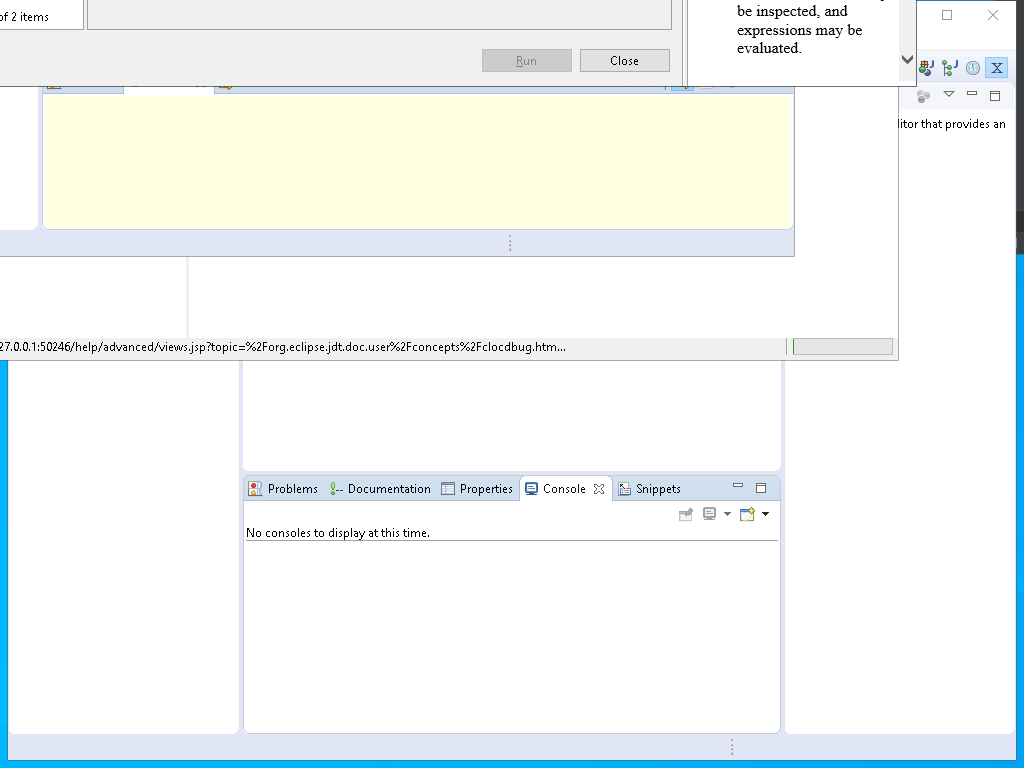 of 2 items
be inspected, and
expressions may be
evaluated.
Run
Close
X
litor that provides an
27.0.0.1:50246/help/advanced/views.jsp?topic=%2Forg.eclipse.jdt.doc.user%2Fconcepts%2Fclocdbug.htm...
Problems
Documentation
Properties
Console
Snippets
No consoles to display at this time.